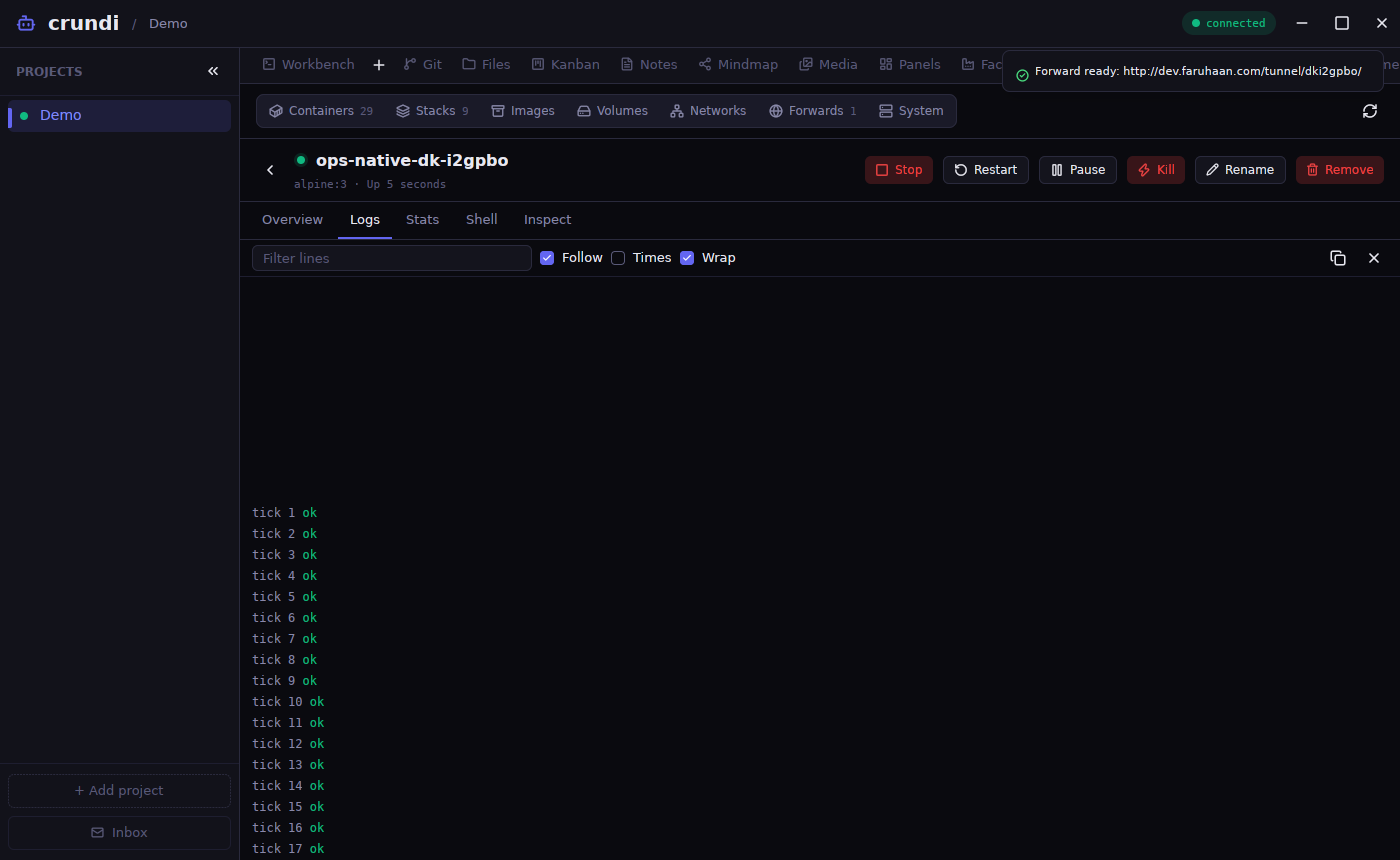 crundi / Demo
connected
PROJECTS
Demo
+ Add project
Inbox
Workbench
Git
Files
Kanban
Notes
Mindmap
Media
Panels
Forward ready: http://dev.faruhaan.com/tunnel/dki2gpbo/
Containers 29
Stacks 9
Images
Volumes
Networks
Forwards 1
System
ops-native-dk-i2gpbo
alpine:3 · Up 5 seconds
Stop
Restart
Pause
Kill
Rename
Remove
Overview
Logs
Stats
Shell
Inspect
Filter lines
Follow
Times
Wrap
tick 1 ok
tick 2 ok
tick 3 ok
tick 4 ok
tick 5 ok
tick 6 ok
tick 7 ok
tick 8 ok
tick 9 ok
tick 10 ok
tick 11 ok
tick 12 ok
tick 13 ok
tick 14 ok
tick 15 ok
tick 16 ok
tick 17 ok